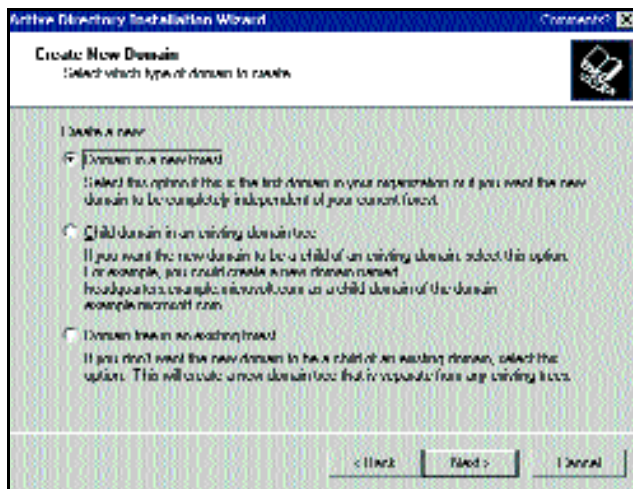 Active Directory Installation Wizard
Comments?
Create New Domain
Select which type of domain to create.
Create a new:
Domain in a new forest
Select this option if this is the first domain in your organization or if you want the new
domain to be completely independent of your current forest.
Child domain in an existing domain tree
If you want the new domain to be a child of an existing domain, select this option.
For example, you could create a new domain named
headquarters.example.microsoft.com as a child domain of the domain
example.microsoft.com.
Domain tree in an existing forest
If you don't want the new domain to be a child of an existing domain, select this
option. This will create a new domain tree that is separate from any existing trees.
< Back
Next >
Cancel